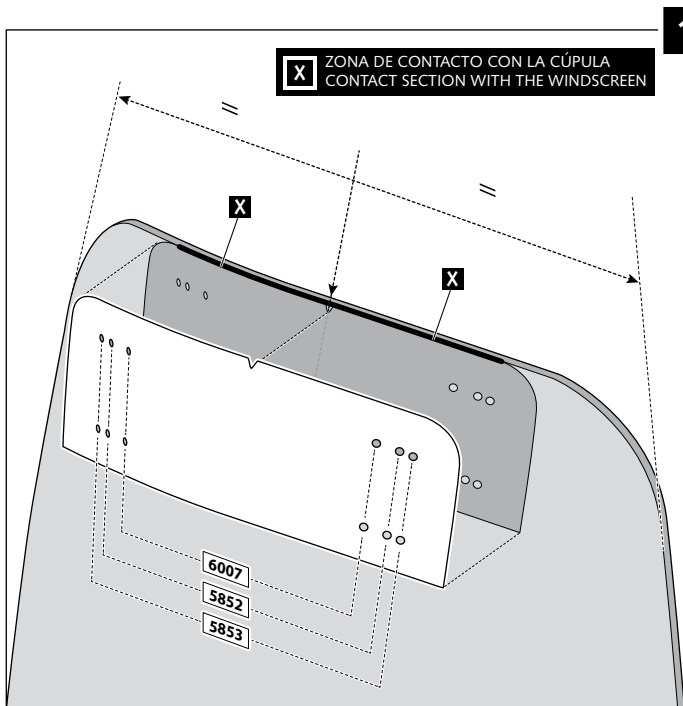 X
ZONA DE CONTACTO CON LA CÚPULA
CONTACT SECTION WITH THE WINDSCREEN
=
=
X
X
6007
5852
5853